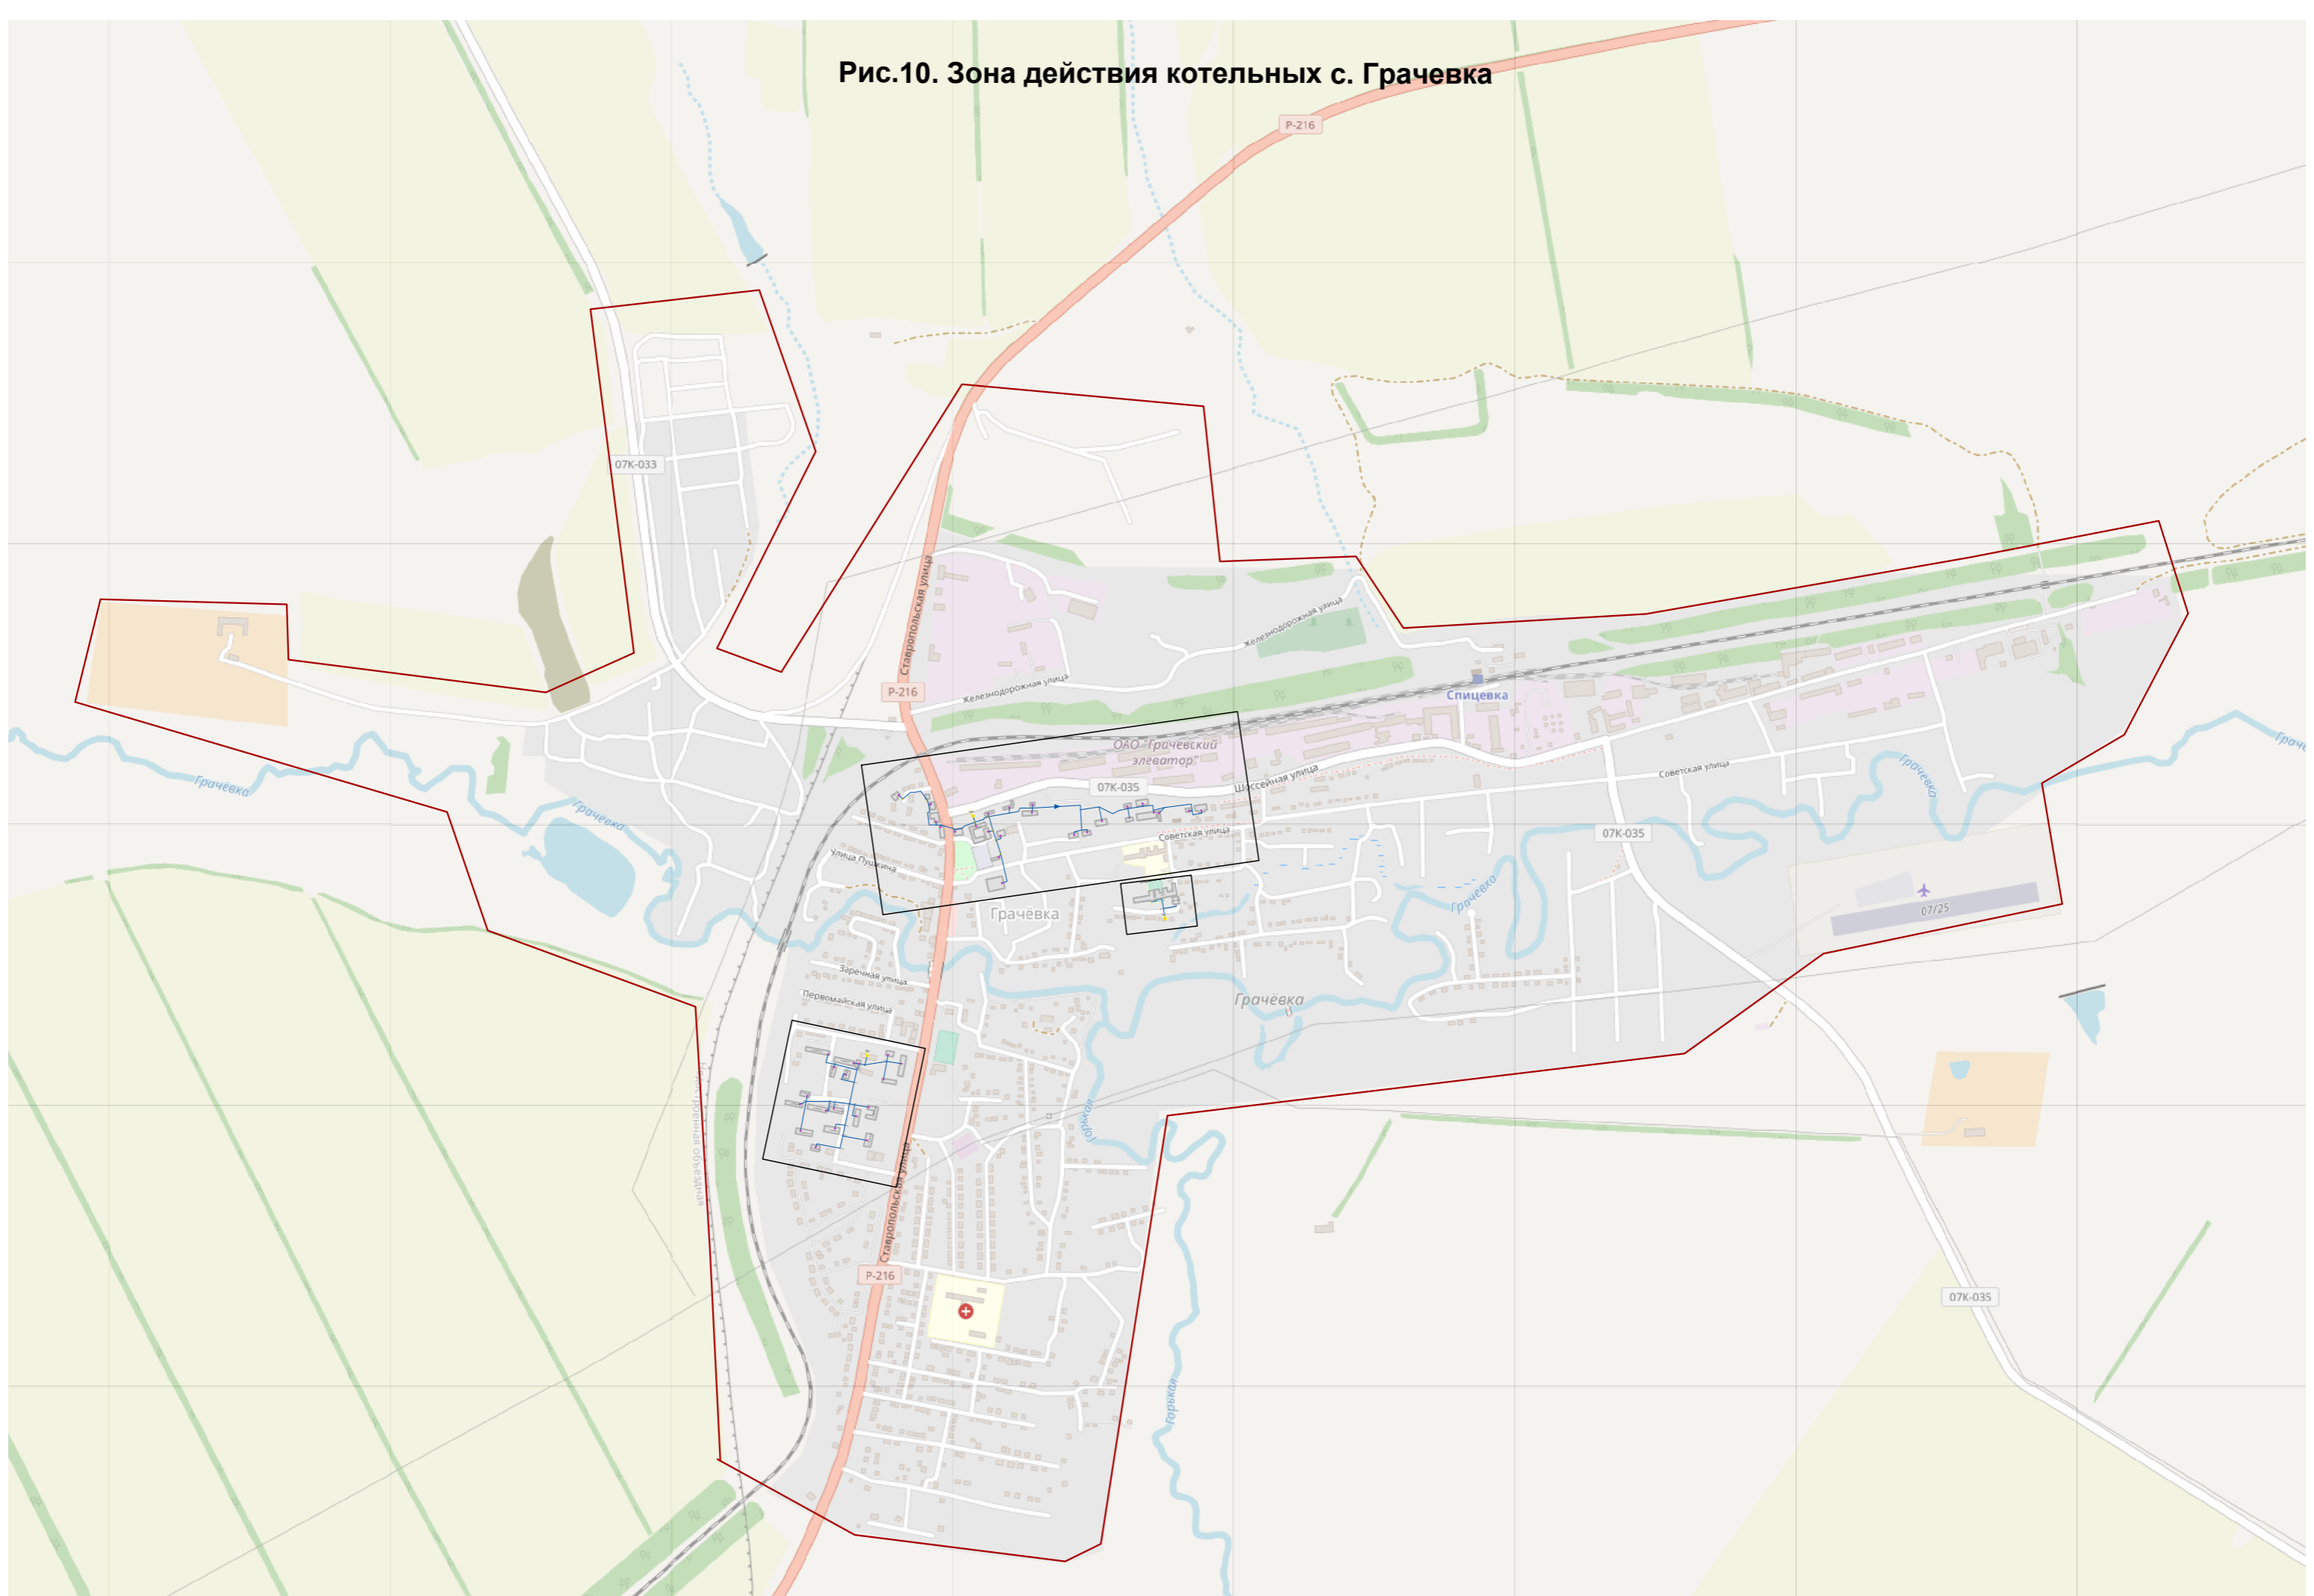 Рис.10. Зона действия котельных с. Грачевка
Р-216
07К-033
Ставропольская улица
Железнодорожная улица
Р-216
Железнодорожная улица
Спицевка
ОАО "Грачевский
элеватор"
Грачёвка
Грачёвка
Грачёвка
07К-035
Шоссейная улица
Советская улица
Грачёвка
Советская улица
07К-035
Улица Пушкина
Грачёвка
Грачёвка
07/25
Заречная улица
Первомайская улица
Грачёвка
Горькая
Ставропольская улица
Р-216
07К-035
Горькая